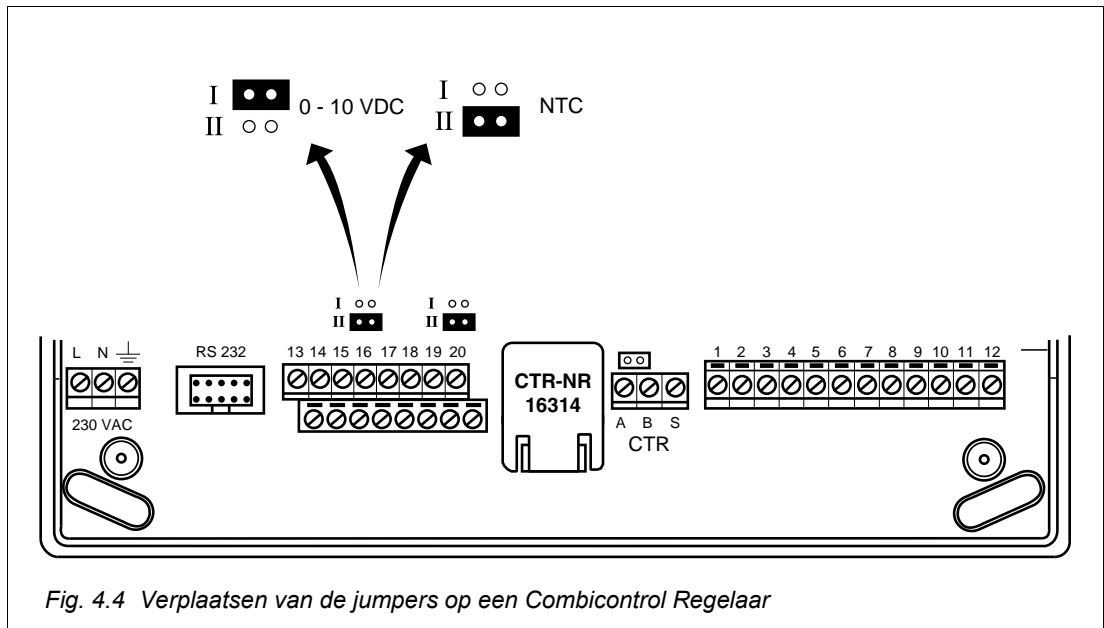 I 0 - 10 VDC
II
I NTC
II
I
II
I
II
L N
RS 232
13 14 15 16 17 18 19 20
1 2 3 4 5 6 7 8 9 10 11 12
CTR-NR
16314
A B S
CTR
230 VAC
Fig. 4.4 Verplaatsen van de jumpers op een Combicontrol Regelaar